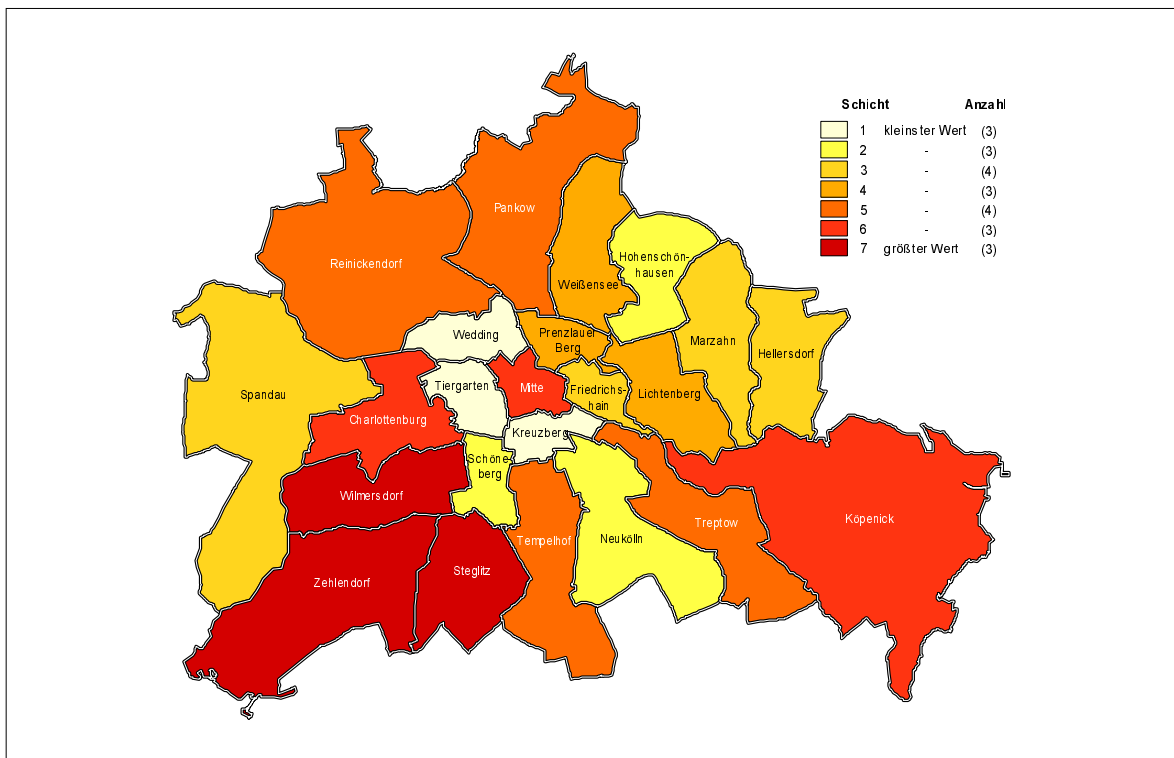 Schicht Anzahl
1 kleinster Wert (3)
2 - (3)
3 - (4)
4 - (3)
5 - (4)
6 - (3)
7 größter Wert (3)
Pankow
Reinickendorf
Hohenschön-
hausen
Weißensee
Wedding
Prenzlauer
Berg
Marzahn
Hellersdorf
Spandau
Tiergarten
Mitte
Friedrichs-
hain
Lichtenberg
Charlottenburg
Kreuzberg
Schöne-
berg
Wilmersdorf
Köpenick
Treptow
Tempelhof
Neukölln
Steglitz
Zehlendorf